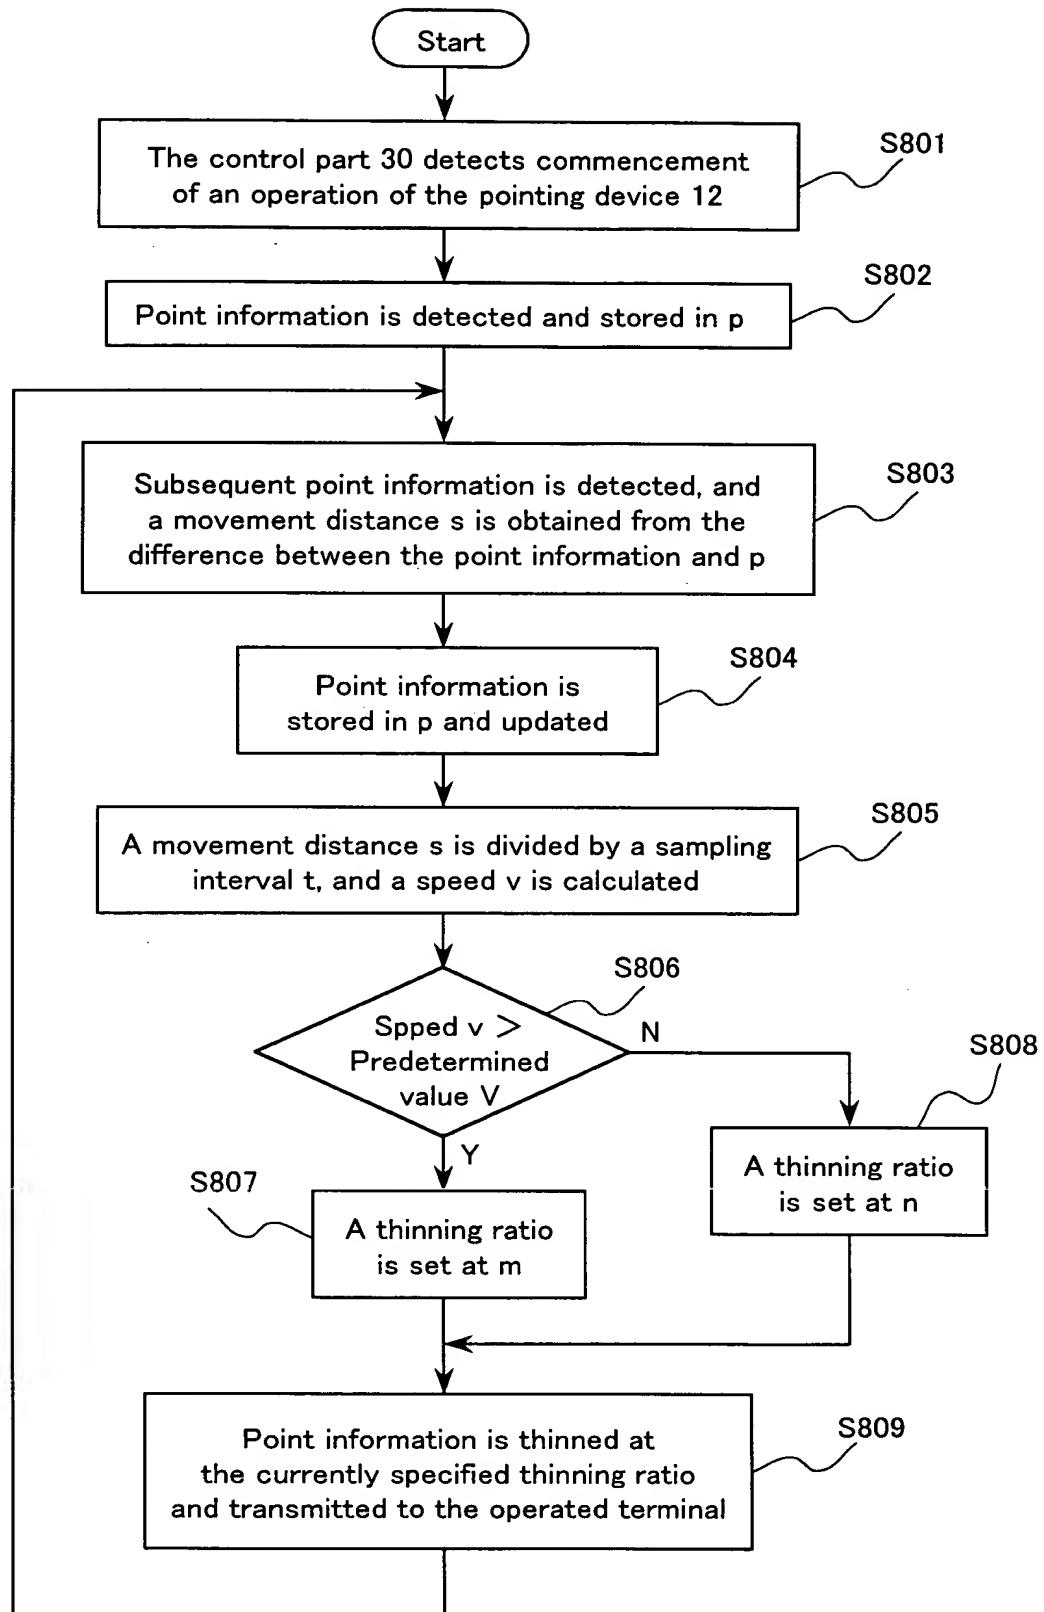 Start
The control part 30 detects commencement
of an operation of the pointing device 12
S801
Point information is detected and stored in p
S802
Subsequent point information is detected, and
a movement distance s is obtained from the
difference between the point information and p
S803
Point information is
stored in p and updated
S804
A movement distance s is divided by a sampling
interval t, and a speed v is calculated
S805
Spped v >
Predetermined
value V
S806
N
Y
S807
A thinning ratio
is set at m
S808
A thinning ratio
is set at n
Point information is thinned at
the currently specified thinning ratio
and transmitted to the operated terminal
S809